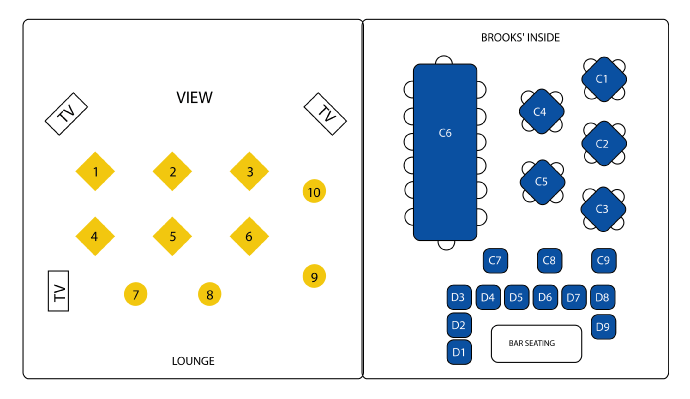 VIEW
TV
TV
1
2
3
10
4
5
6
9
TV
7
8
LOUNGE
BROOKS' INSIDE
C1
C4
C6
C2
C5
C3
C7
C8
C9
D3
D4
D5
D6
D7
D8
D2
D9
BAR SEATING
D1